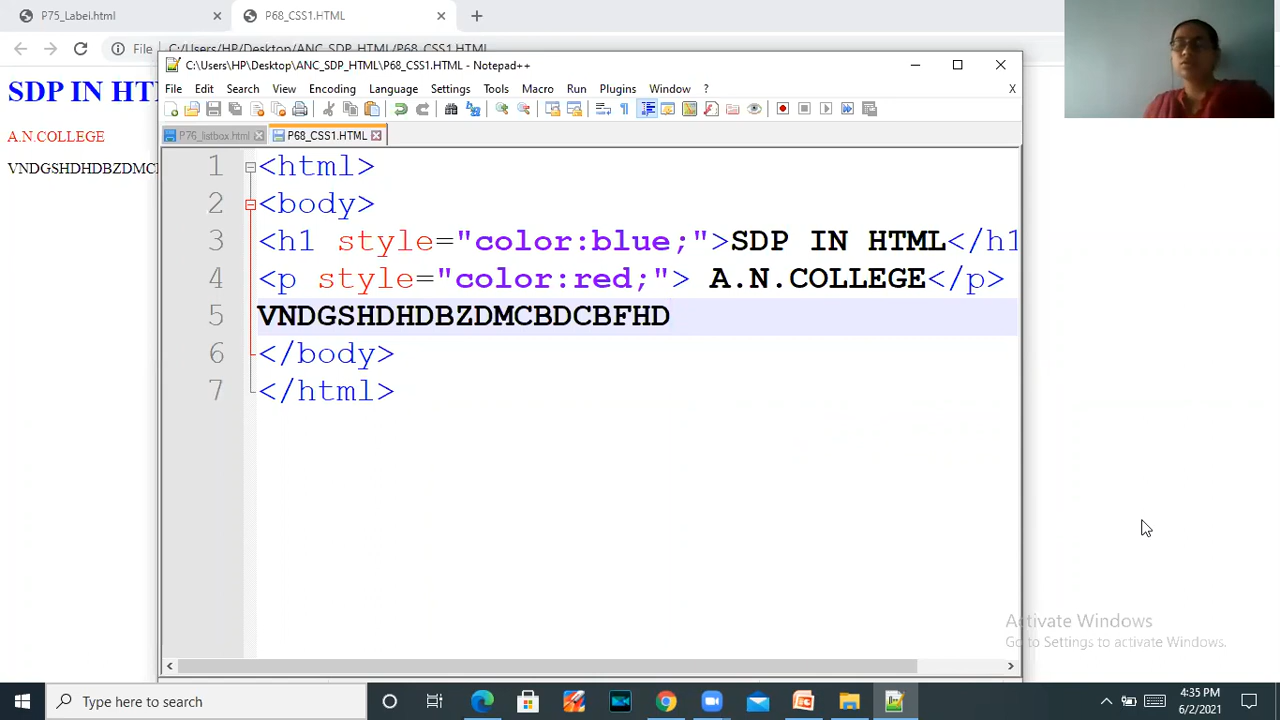 P75_Label.html
P68_CSS1.HTML
File
C:/Users/HP/Desktop/ANC_SDP_HTML/P68_CSS1.HTML
SDP IN HT
A.N.COLLEGE
VNDGSHDHDBZDMC
C:\Users\HP\Desktop\ANC_SDP_HTML\P68_CSS1.HTML - Notepad++
File Edit Search View Encoding Language Settings Tools Macro Run Plugins Window ? X
P76_listbox.html P68_CSS1.HTML
1 <html>
2 <body>
3 <h1 style="color:blue;">SDP IN HTML</h1
4 <p style="color:red;"> A.N.COLLEGE</p>
5 VNDGSHDHDBZDMCBDCBFHD
6 </body>
7 </html>
Activate Windows
Go to Settings to activate Windows.
Type here to search
4:35 PM
6/2/2021